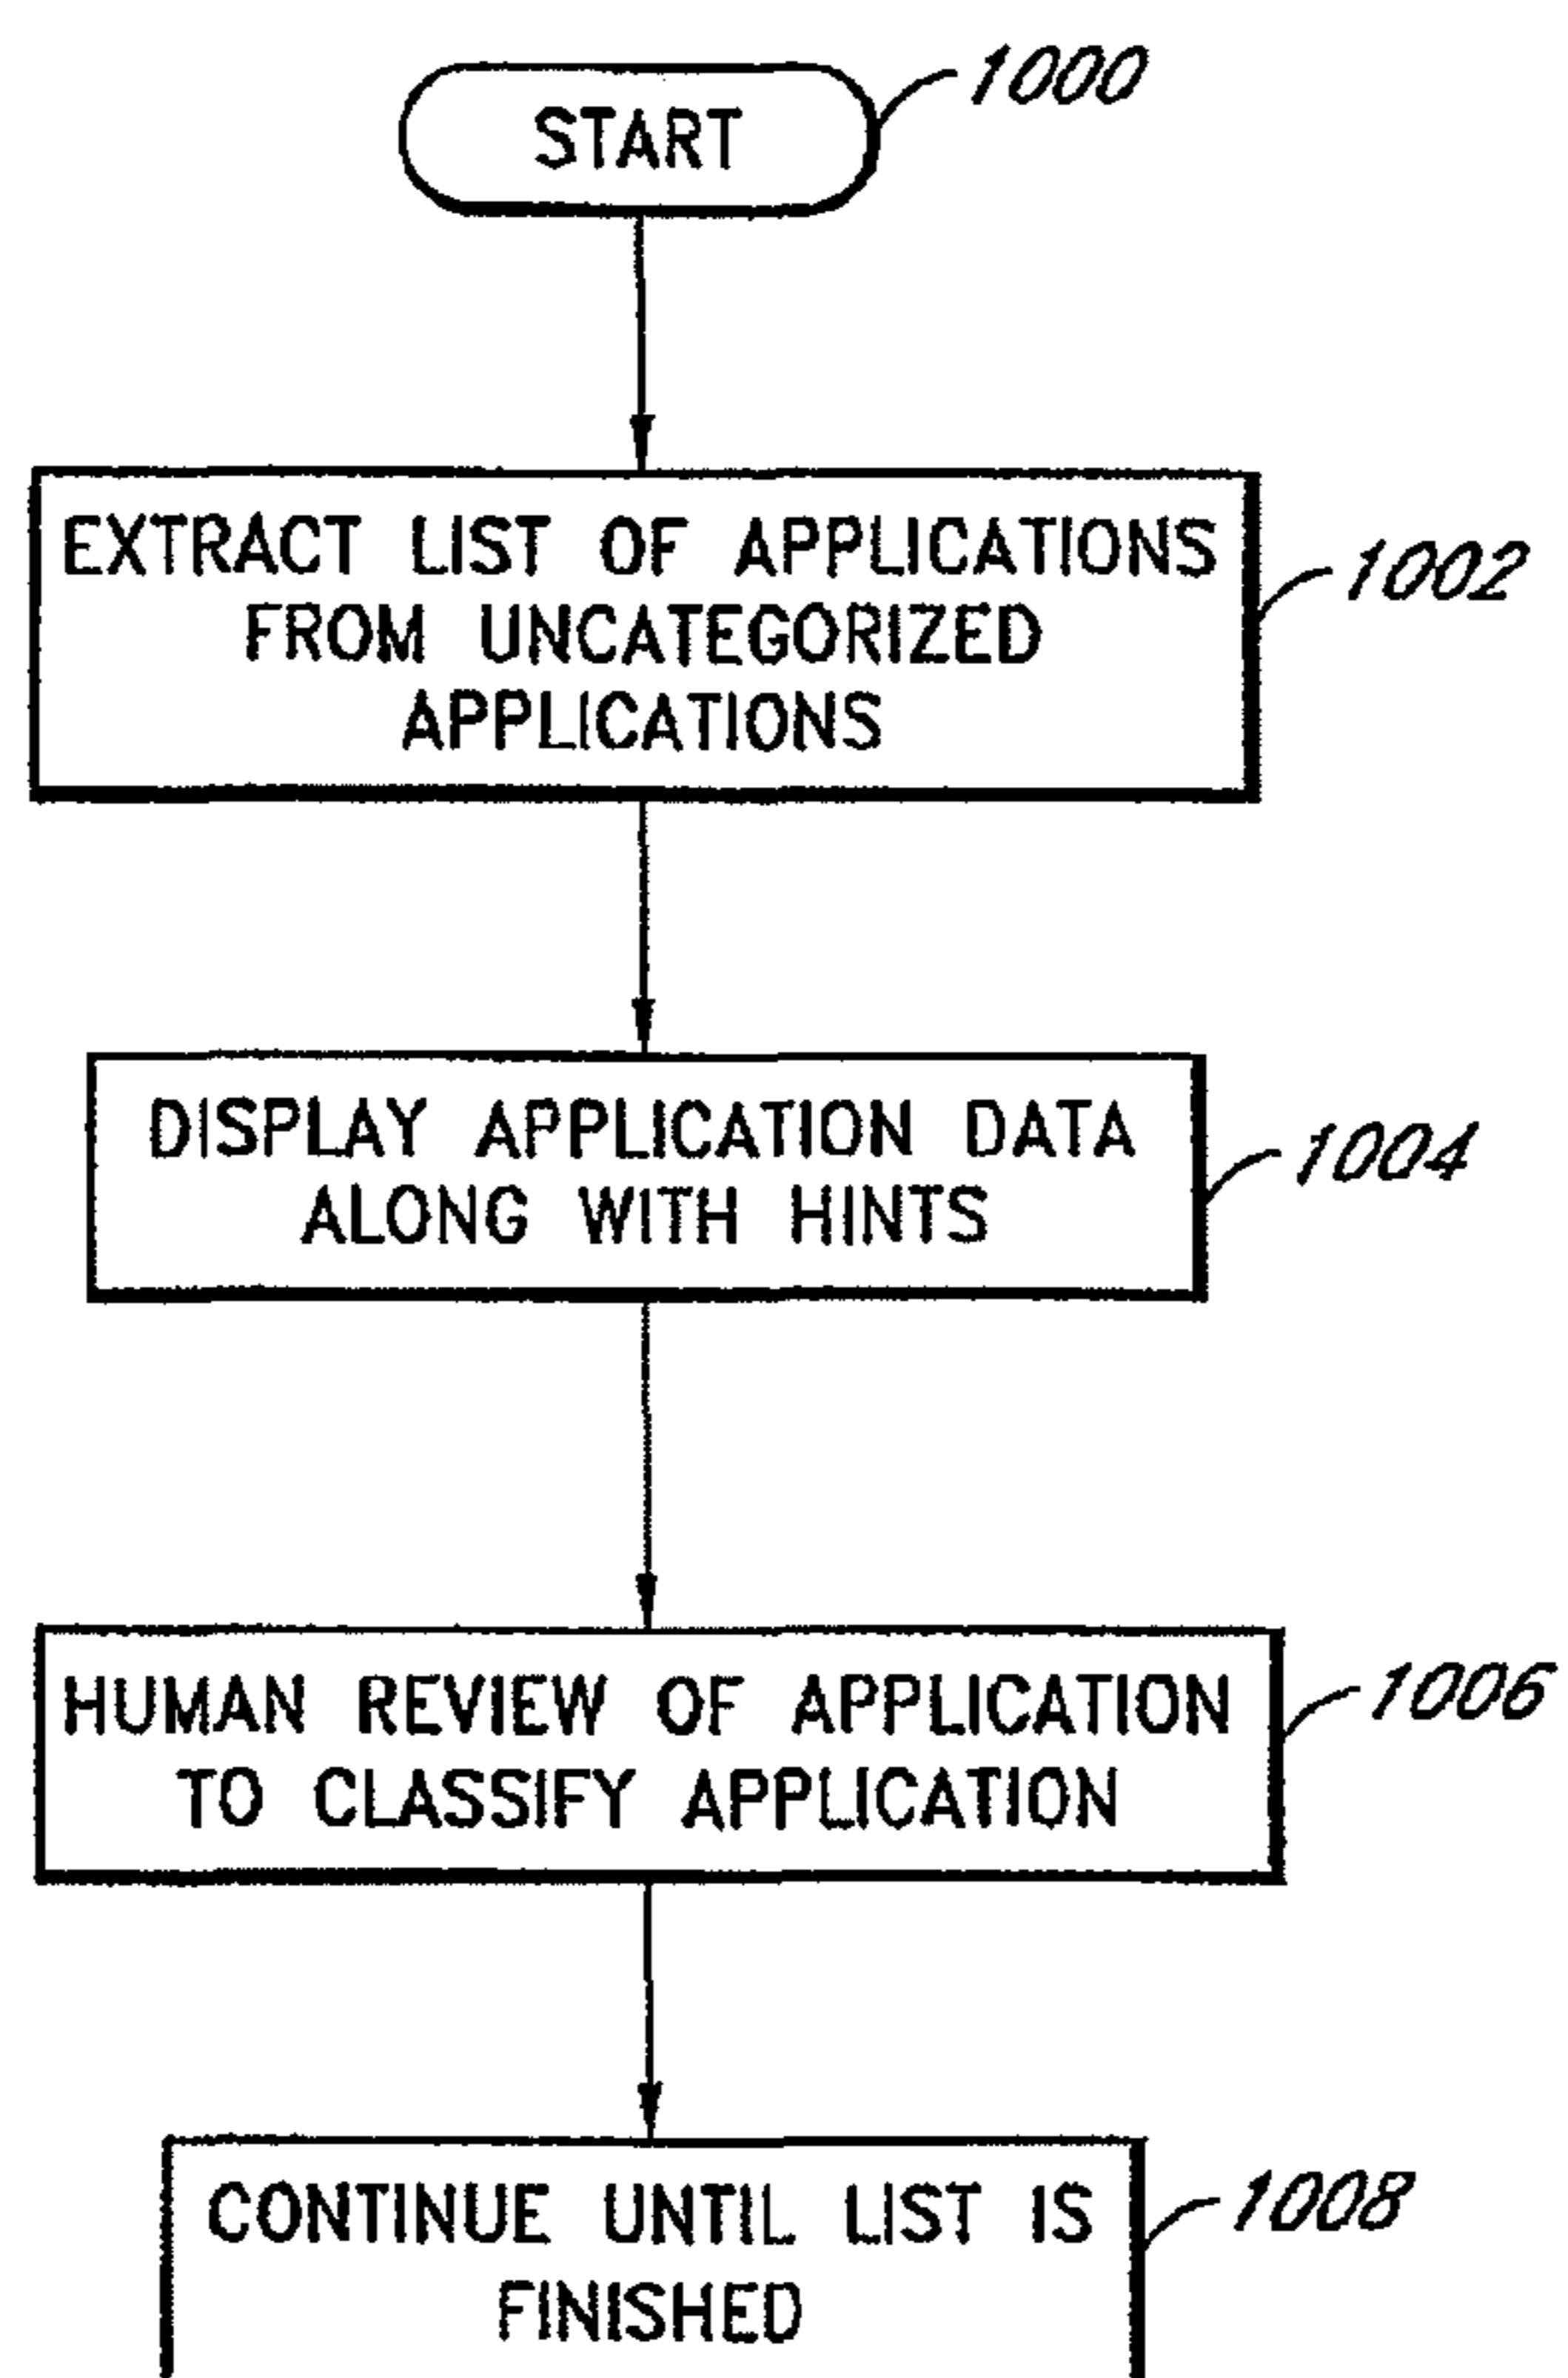 START
1000
EXTRACT LIST OF APPLICATIONS
FROM UNCATEGORIZED
APPLICATIONS
1002
DISPLAY APPLICATION DATA
ALONG WITH HINTS
1004
HUMAN REVIEW OF APPLICATION
TO CLASSIFY APPLICATION
1006
CONTINUE UNTIL LIST IS
FINISHED
1008